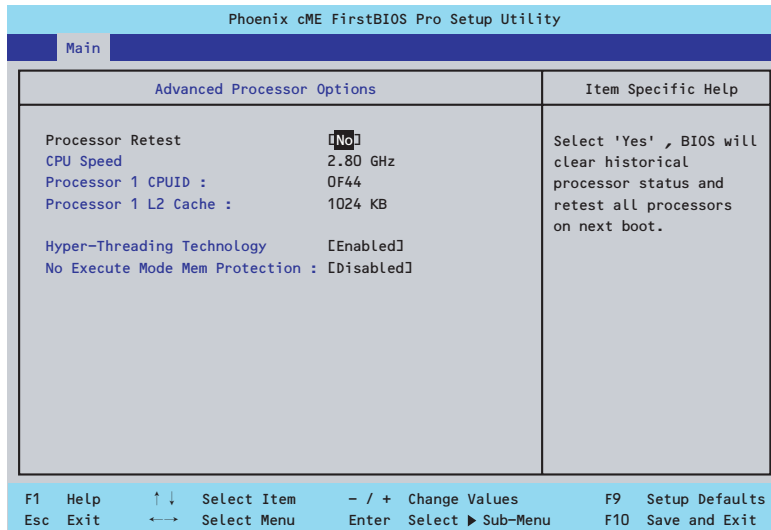 Phoenix cME FirstBIOS Pro Setup Utility
Main
Advanced Processor Options
Item Specific Help
Processor Retest [No]
CPU Speed 2.80 GHz
Processor 1 CPUID : 0F44
Processor 1 L2 Cache : 1024 KB
Hyper-Threading Technology [Enabled]
No Execute Mode Mem Protection : [Disabled]
Select 'Yes' , BIOS will
clear historical
processor status and
retest all processors
on next boot.
F1 Help ↑↓ Select Item - / + Change Values F9 Setup Defaults
Esc Exit ←→ Select Menu Enter Select ▶ Sub-Menu F10 Save and Exit